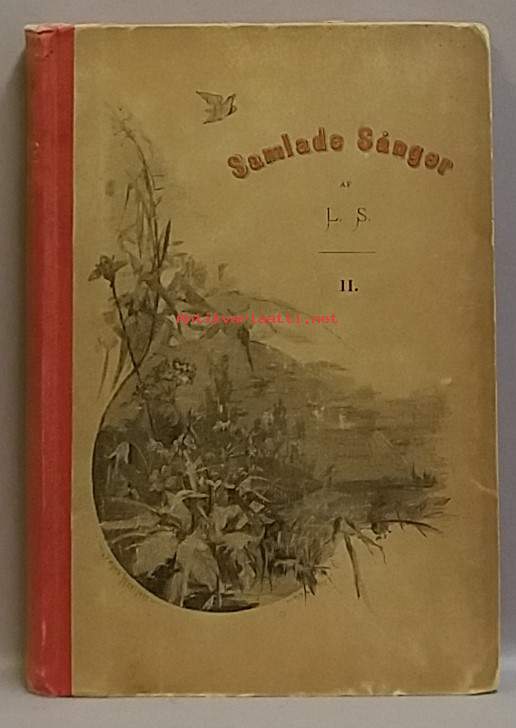 Samlade Sånger
AF
L. S.
II.
Antikvariaatti.net